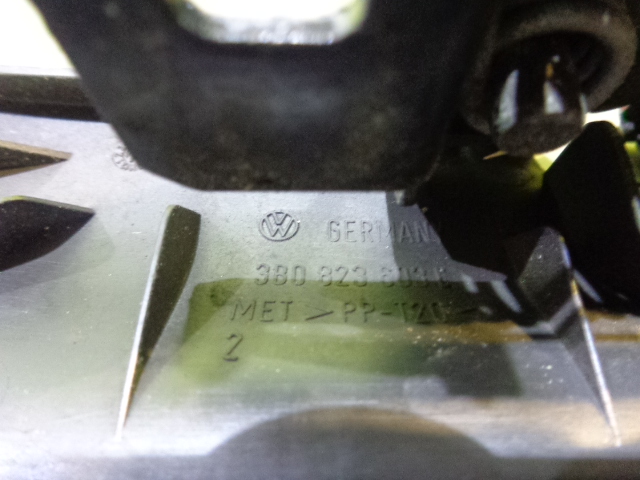 GERMAN
3B0 823
MET >PP-T20<
2